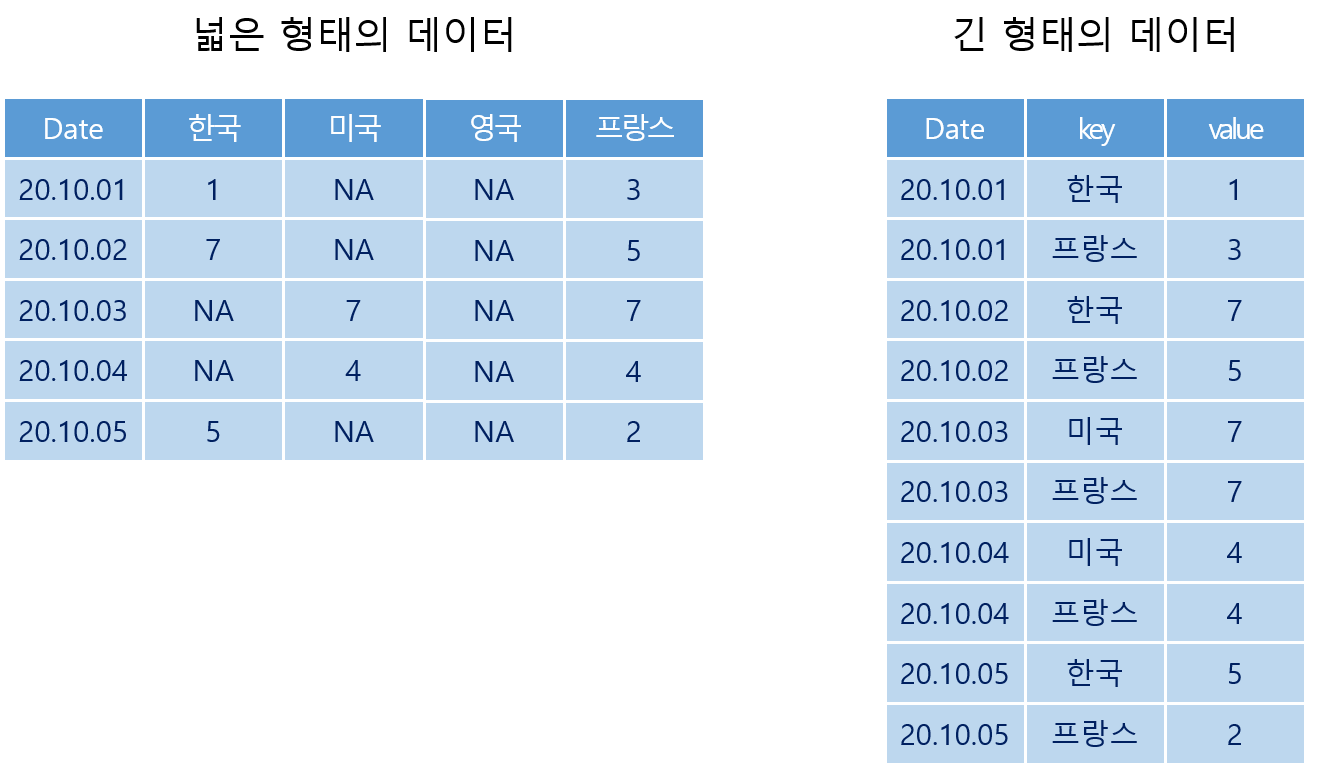 넓은 형태의 데이터
Date 한국 미국 영국 프랑스
20.10.01 1 NA NA 3
20.10.02 7 NA NA 5
20.10.03 NA 7 NA 7
20.10.04 NA 4 NA 4
20.10.05 5 NA NA 2
긴 형태의 데이터
Date key value
20.10.01 한국 1
20.10.01 프랑스 3
20.10.02 한국 7
20.10.02 프랑스 5
20.10.03 미국 7
20.10.03 프랑스 7
20.10.04 미국 4
20.10.04 프랑스 4
20.10.05 한국 5
20.10.05 프랑스 2